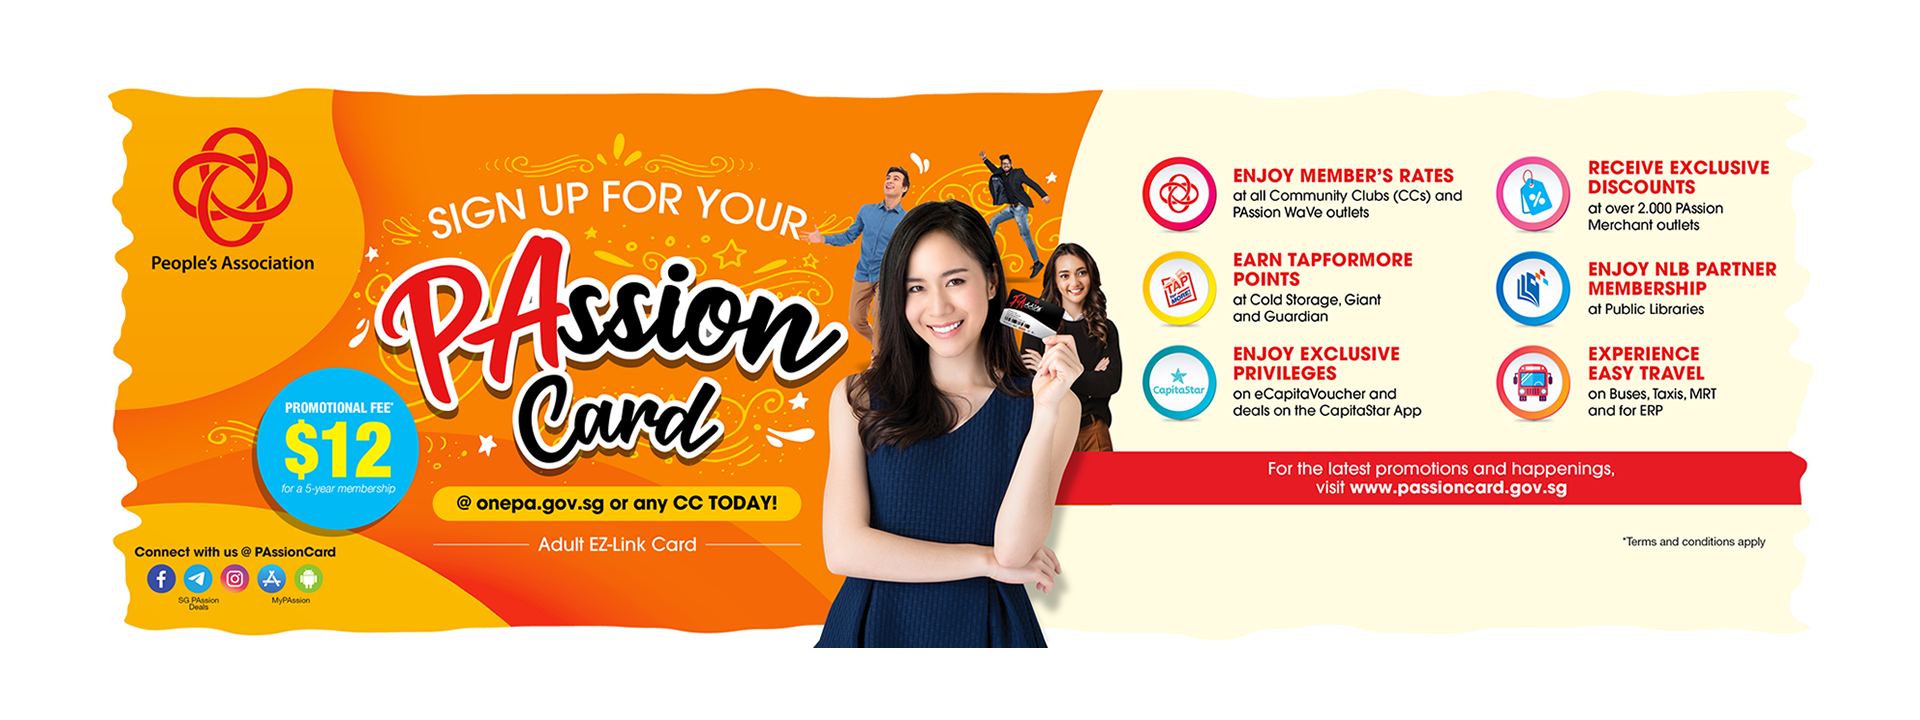 People's Association
SIGN UP FOR YOUR
PAssion
Card
PROMOTIONAL FEE*
$12
for a 5-year membership
@ onepa.gov.sg or any CC TODAY!
Adult EZ-Link Card
Connect with us @ PAssionCard
SG PAssion
Deals
MyPAssion
PAssion
ENJOY MEMBER'S RATES
at all Community Clubs (CCs) and
PAssion WaVe outlets
TAP
MORE
EARN TAPFORMORE
POINTS
at Cold Storage, Giant
and Guardian
CapitaStar
ENJOY EXCLUSIVE
PRIVILEGES
on eCapitaVoucher and
deals on the CapitaStar App
RECEIVE EXCLUSIVE
DISCOUNTS
at over 2.000 PAssion
Merchant outlets
ENJOY NLB PARTNER
MEMBERSHIP
at Public Libraries
EXPERIENCE
EASY TRAVEL
on Buses, Taxis, MRT
and for ERP
For the latest promotions and happenings,
visit www.passioncard.gov.sg
*Terms and conditions apply